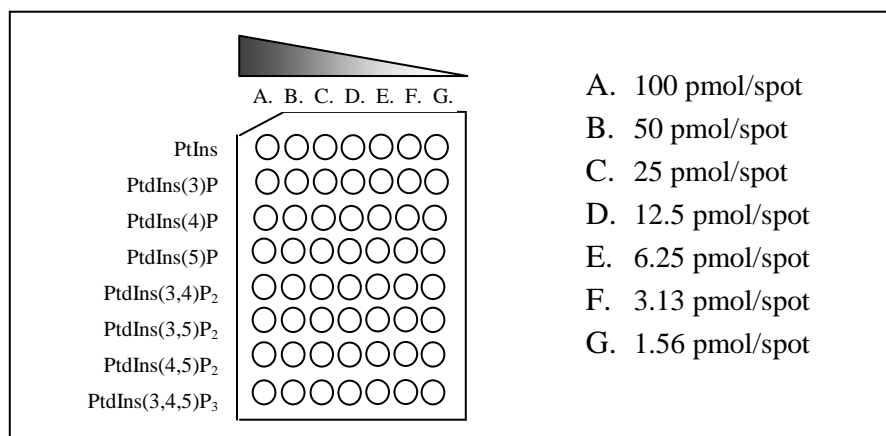 A. B. C. D. E. F. G.
PtIns
PtdIns(3)P
PtdIns(4)P
PtdIns(5)P
PtdIns(3,4)P₂
PtdIns(3,5)P₂
PtdIns(4,5)P₂
PtdIns(3,4,5)P₃
A. 100 pmol/spot
B. 50 pmol/spot
C. 25 pmol/spot
D. 12.5 pmol/spot
E. 6.25 pmol/spot
F. 3.13 pmol/spot
G. 1.56 pmol/spot